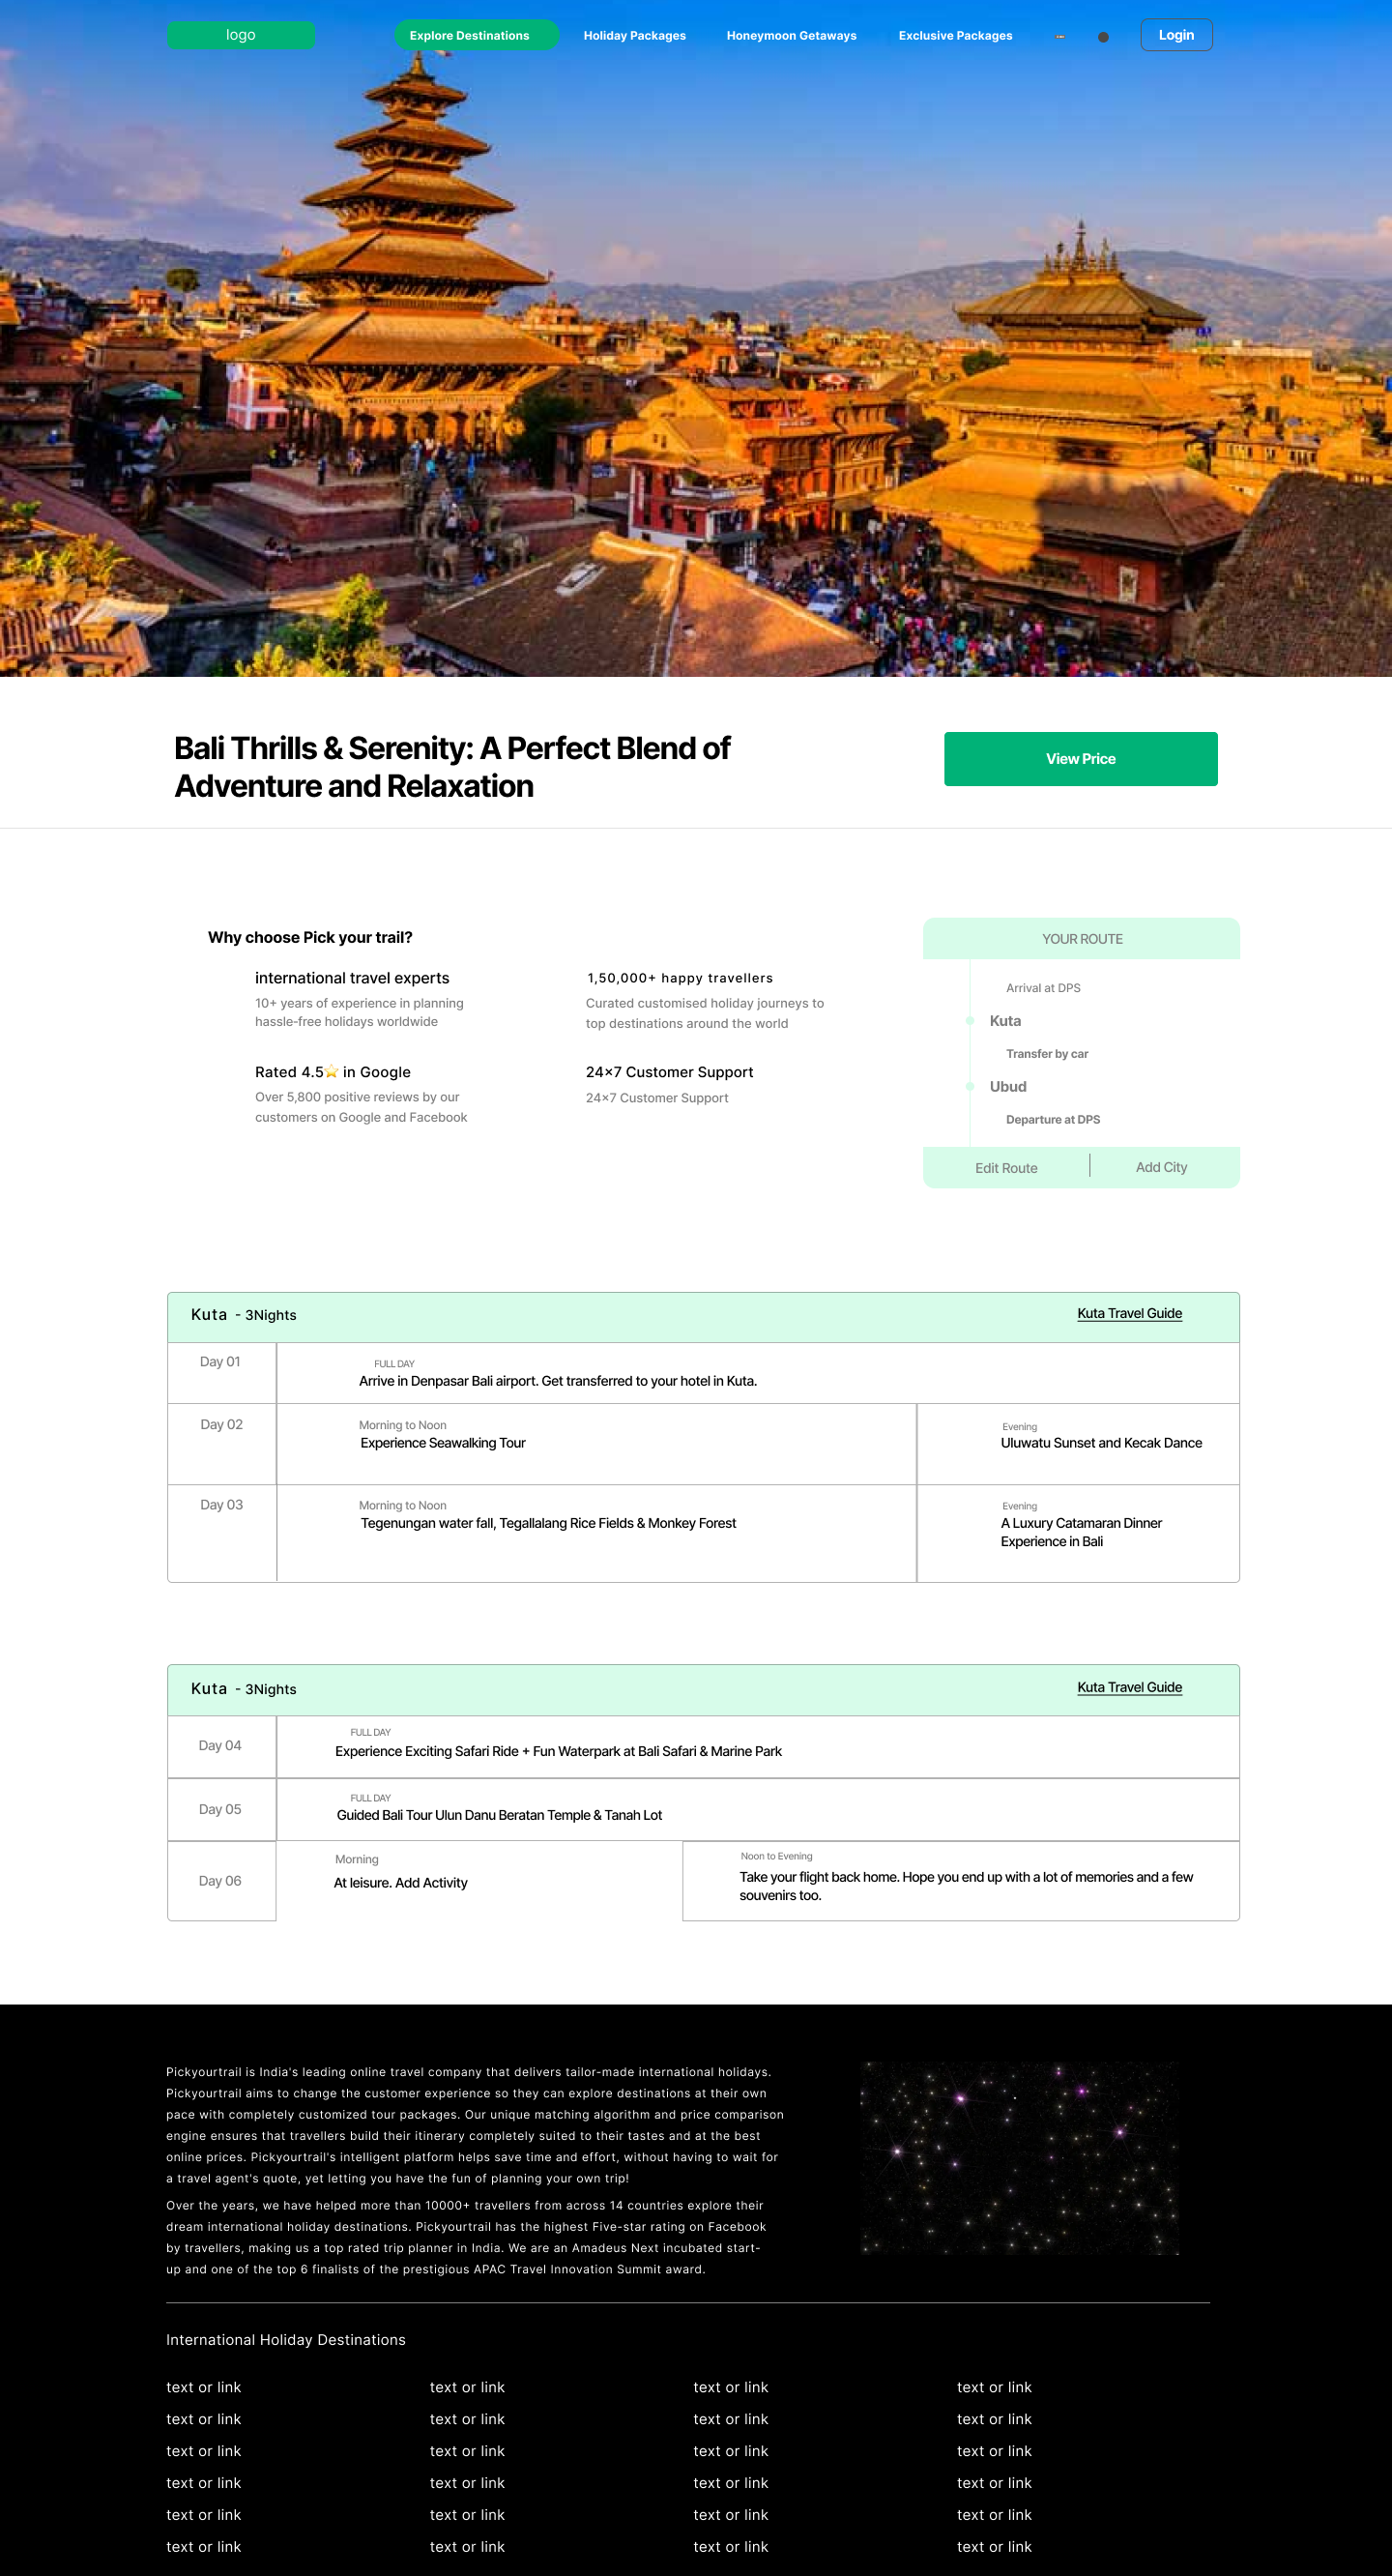 logo
Explore Destinations
Holiday Packages
Honeymoon Getaways
Exclusive Packages
Login
Bali Thrills & Serenity: A Perfect Blend of
Adventure and Relaxation
View Price
Why choose Pick your trail?
international travel experts
10+ years of experience in planning
hassle-free holidays worldwide
1,50,000+ happy travellers
Curated customised holiday journeys to
top destinations around the world
Rated 4.5⭐ in Google
Over 5,800 positive reviews by our
customers on Google and Facebook
24×7 Customer Support
24×7 Customer Support
YOUR ROUTE
Arrival at DPS
Kuta
Transfer by car
Ubud
Departure at DPS
Edit Route
Add City
Kuta - 3Nights
Kuta Travel Guide
Day 01
FULL DAY
Arrive in Denpasar Bali airport. Get transferred to your hotel in Kuta.
Day 02
Morning to Noon
Experience Seawalking Tour
Evening
Uluwatu Sunset and Kecak Dance
Day 03
Morning to Noon
Tegenungan water fall, Tegallalang Rice Fields & Monkey Forest
Evening
A Luxury Catamaran Dinner
Experience in Bali
Kuta - 3Nights
Kuta Travel Guide
Day 04
FULL DAY
Experience Exciting Safari Ride + Fun Waterpark at Bali Safari & Marine Park
Day 05
FULL DAY
Guided Bali Tour Ulun Danu Beratan Temple & Tanah Lot
Day 06
Morning
At leisure. Add Activity
Noon to Evening
Take your flight back home. Hope you end up with a lot of memories and a few
souvenirs too.
Pickyourtrail is India's leading online travel company that delivers tailor-made international holidays.
Pickyourtrail aims to change the customer experience so they can explore destinations at their own
pace with completely customized tour packages. Our unique matching algorithm and price comparison
engine ensures that travellers build their itinerary completely suited to their tastes and at the best
online prices. Pickyourtrail's intelligent platform helps save time and effort, without having to wait for
a travel agent's quote, yet letting you have the fun of planning your own trip!
Over the years, we have helped more than 10000+ travellers from across 14 countries explore their
dream international holiday destinations. Pickyourtrail has the highest Five-star rating on Facebook
by travellers, making us a top rated trip planner in India. We are an Amadeus Next incubated start-
up and one of the top 6 finalists of the prestigious APAC Travel Innovation Summit award.
International Holiday Destinations
text or link text or link text or link text or link
text or link text or link text or link text or link
text or link text or link text or link text or link
text or link text or link text or link text or link
text or link text or link text or link text or link
text or link text or link text or link text or link